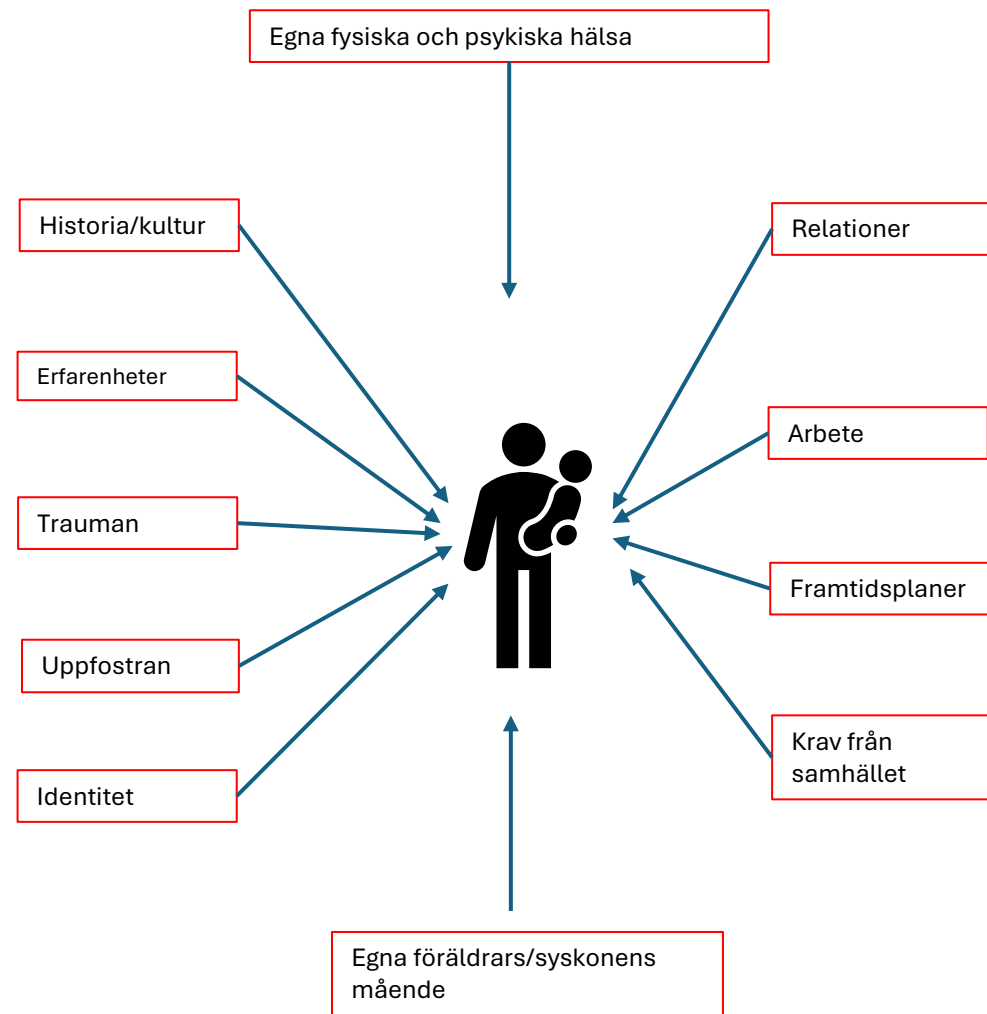 Egna fysiska och psykiska hälsa
Historia/kultur
Relationer
Erfarenheter
Arbete
Trauman
Framtidsplaner
Uppfostran
Krav från
samhället
Identitet
Egna föräldrars/syskonens
mående